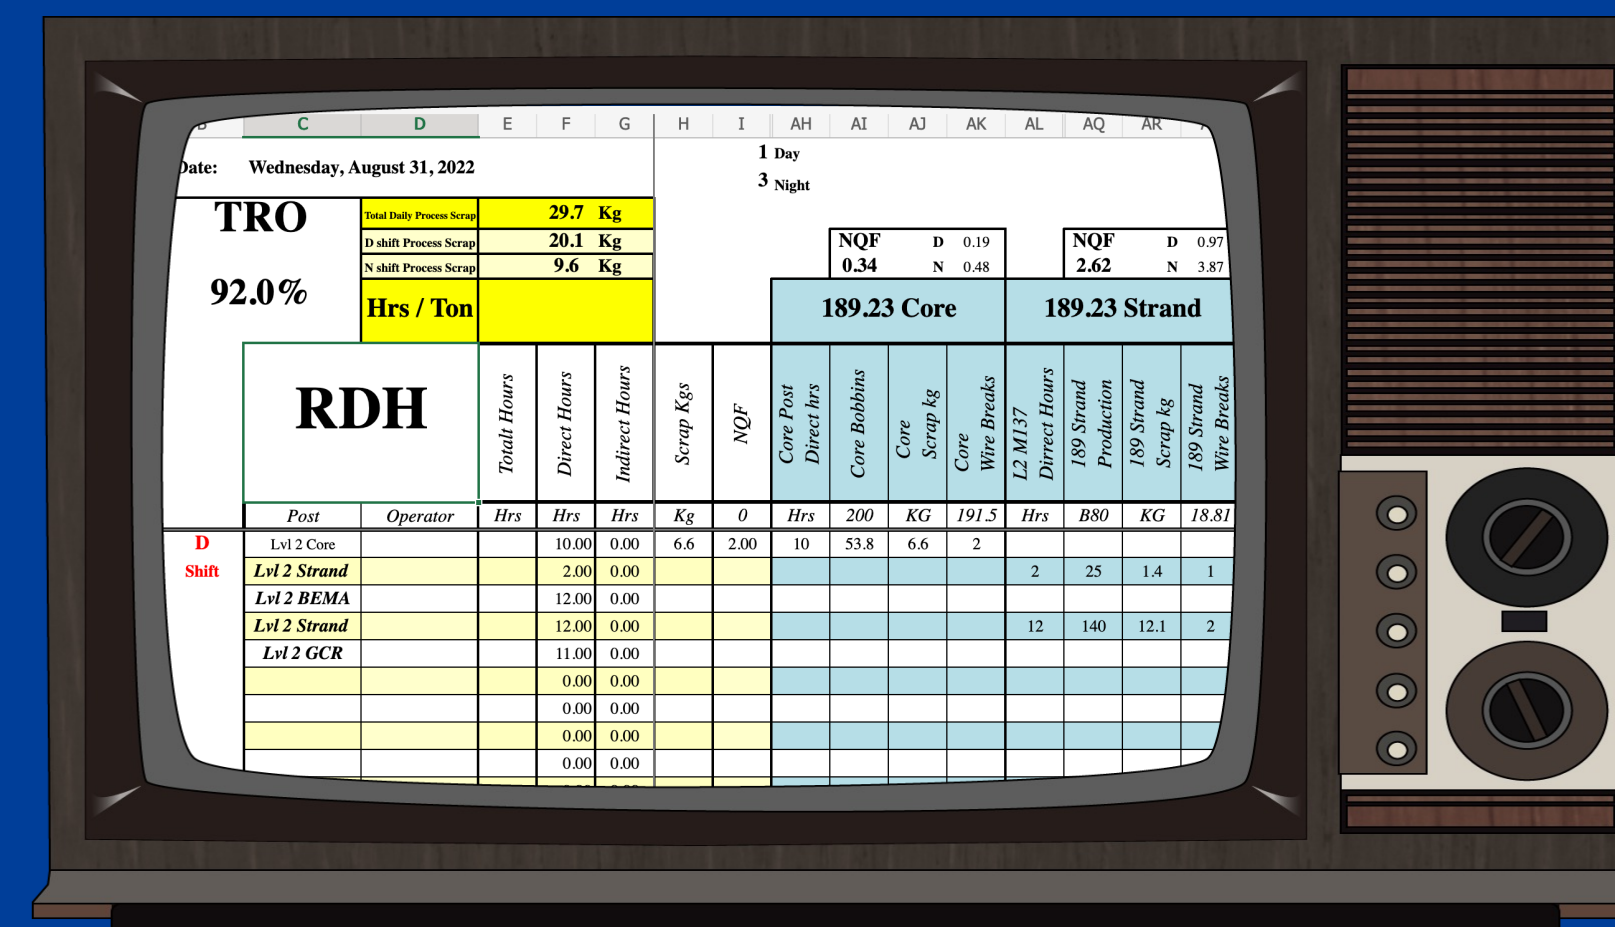 C D E F G H I AH AI AJ AK AL AQ AR
Date: Wednesday, August 31, 2022
1 Day
3 Night
TRO
92.0%
Total Daily Process Scrap 29.7 Kg
D shift Process Scrap 20.1 Kg
N shift Process Scrap 9.6 Kg
Hrs / Ton
NQF D 0.19
0.34 N 0.48
NQF D 0.97
2.62 N 3.87
189.23 Core
189.23 Strand
RDH
Totalt Hours
Direct Hours
Indirect Hours
Scrap Kgs
NQF
Core Post
Direct hrs
Core Bobbins
Core
Scrap kg
Core
Wire Breaks
L2 M137
Dirrect Hours
189 Strand
Production
189 Strand
Scrap kg
189 Strand
Wire Breaks
Post Operator Hrs Hrs Hrs Kg 0 Hrs 200 KG 191.5 Hrs B80 KG 18.81
D Lvl 2 Core 10.00 0.00 6.6 2.00 10 53.8 6.6 2
Shift Lvl 2 Strand 2.00 0.00 2 25 1.4 1
Lvl 2 BEMA 12.00 0.00
Lvl 2 Strand 12.00 0.00 12 140 12.1 2
Lvl 2 GCR 11.00 0.00
0.00 0.00
0.00 0.00
0.00 0.00
0.00 0.00